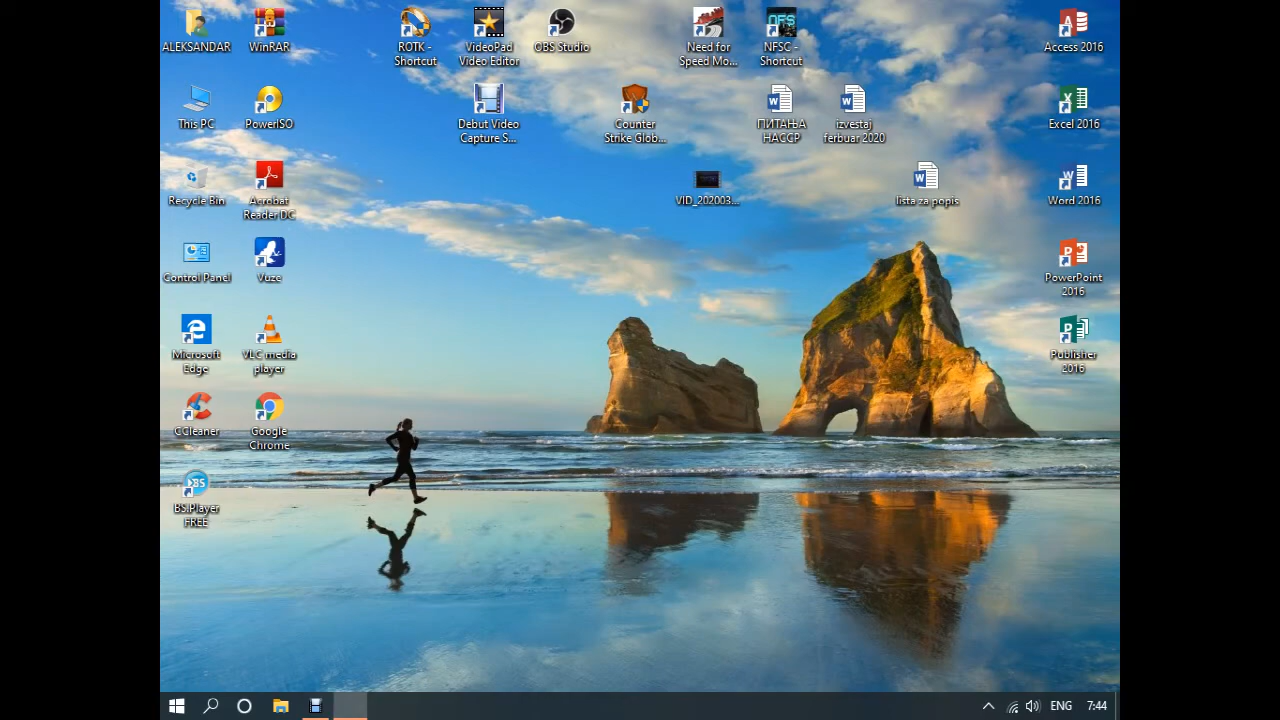 ALEKSANDAR
WinRAR
ROTK -
Shortcut
VideoPad
Video Editor
OBS Studio
Need for
Speed Mo...
NFSC -
Shortcut
Access 2016
This PC
PowerISO
Debut Video
Capture S...
Counter
Strike Glob...
ПИТАЊА
НАССР
izvestaj
ferbuar 2020
Excel 2016
Recycle Bin
Acrobat
Reader DC
VID_202003...
lista za popis
Word 2016
Control Panel
Vuze
PowerPoint
2016
Microsoft
Edge
VLC media
player
Publisher
2016
CCleaner
Google
Chrome
BS.Player
FREE
ENG
7:44